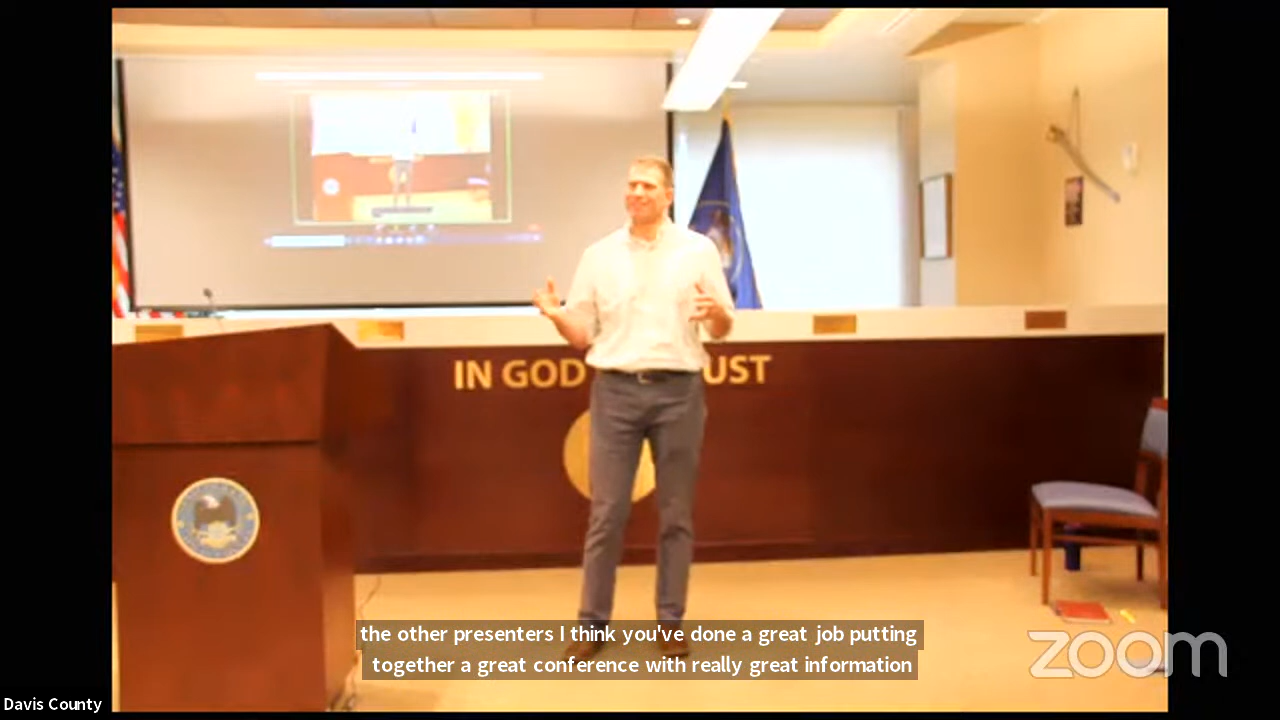 IN GOD UST
the other presenters I think you've done a great job putting
together a great conference with really great information
zoom
Davis County